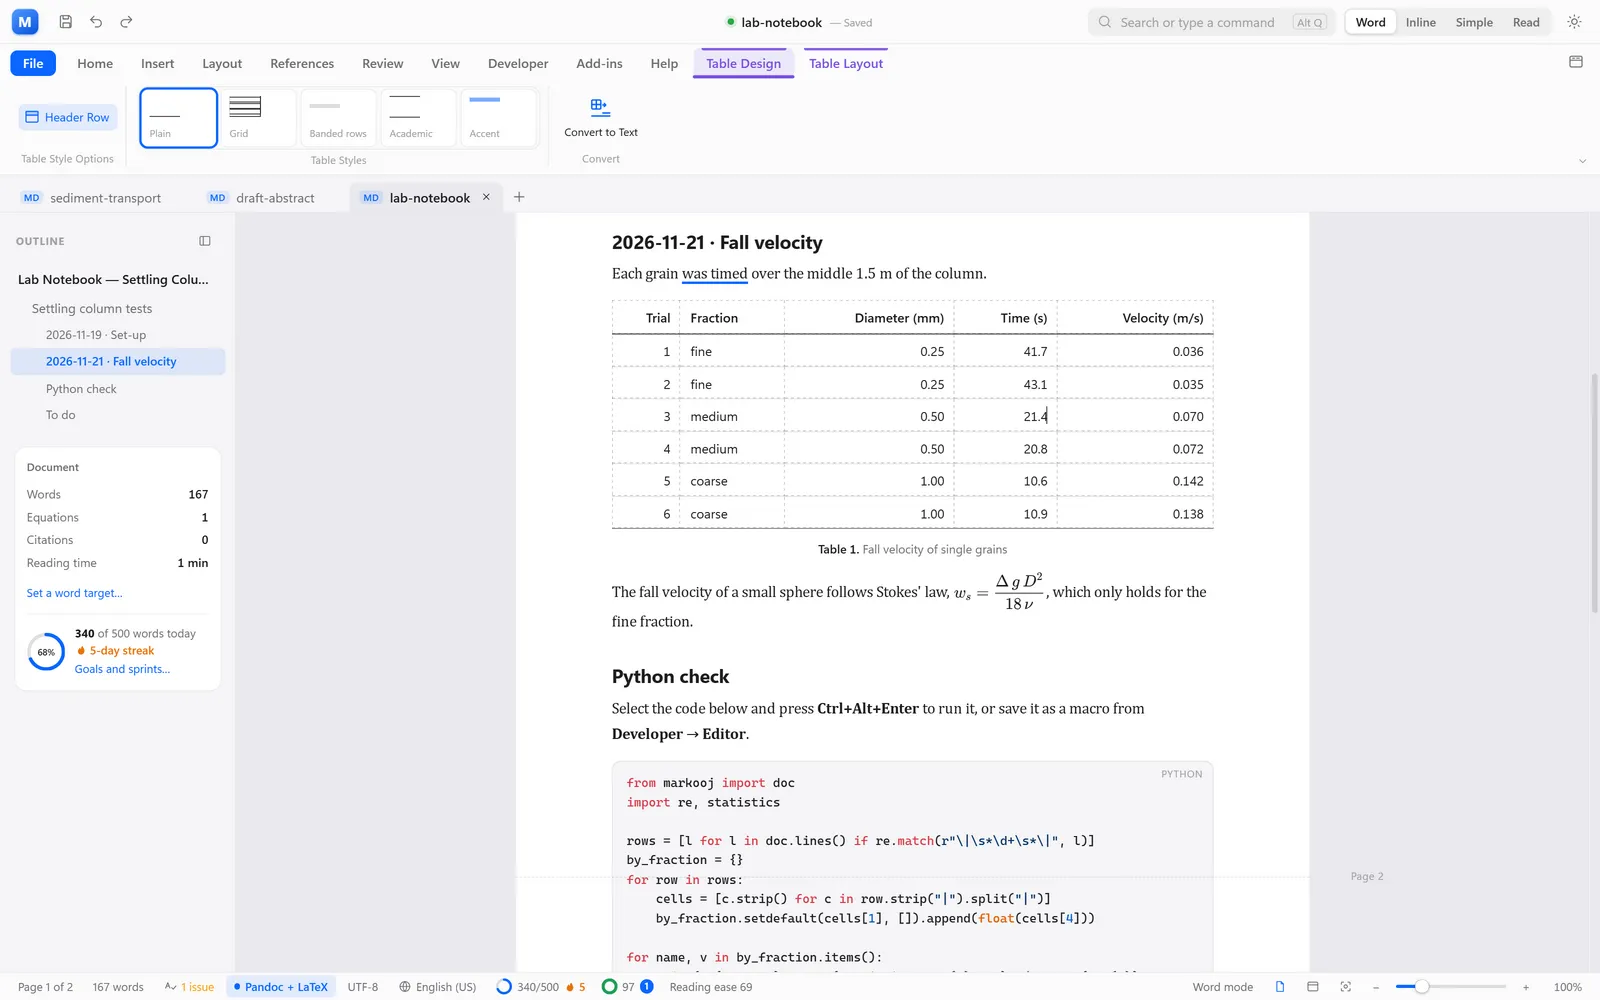 M
lab-notebook — Saved
Search or type a command Alt Q
Word Inline Simple Read
File Home Insert Layout References Review View Developer Add-ins Help Table Design Table Layout
Header Row
Table Style Options
Plain Grid Banded rows Academic Accent
Table Styles
Convert to Text
Convert
MD sediment-transport MD draft-abstract MD lab-notebook × +
OUTLINE
Lab Notebook — Settling Colu...
Settling column tests
2026-11-19 · Set-up
2026-11-21 · Fall velocity
Python check
To do
Document
Words 167
Equations 1
Citations 0
Reading time 1 min
Set a word target...
68%
340 of 500 words today
5-day streak
Goals and sprints...
2026-11-21 · Fall velocity
Each grain was timed over the middle 1.5 m of the column.
Trial Fraction Diameter (mm) Time (s) Velocity (m/s)
1 fine 0.25 41.7 0.036
2 fine 0.25 43.1 0.035
3 medium 0.50 21.4 0.070
4 medium 0.50 20.8 0.072
5 coarse 1.00 10.6 0.142
6 coarse 1.00 10.9 0.138
Table 1. Fall velocity of single grains
The fall velocity of a small sphere follows Stokes' law, w_s = Δ g D² / 18 ν, which only holds for the
fine fraction.
Python check
Select the code below and press Ctrl+Alt+Enter to run it, or save it as a macro from
Developer → Editor.
PYTHON
from markooj import doc
import re, statistics
rows = [l for l in doc.lines() if re.match(r"\|\s*\d+\s*\|", l)]
by_fraction = {}
for row in rows:
cells = [c.strip() for c in row.strip("|").split("|")]
by_fraction.setdefault(cells[1], []).append(float(cells[4]))
for name, v in by_fraction.items():
Page 2
Page 1 of 2 167 words 1 issue Pandoc + LaTeX UTF-8 English (US) 340/500 5 97 1 Reading ease 69 Word mode − + 100%